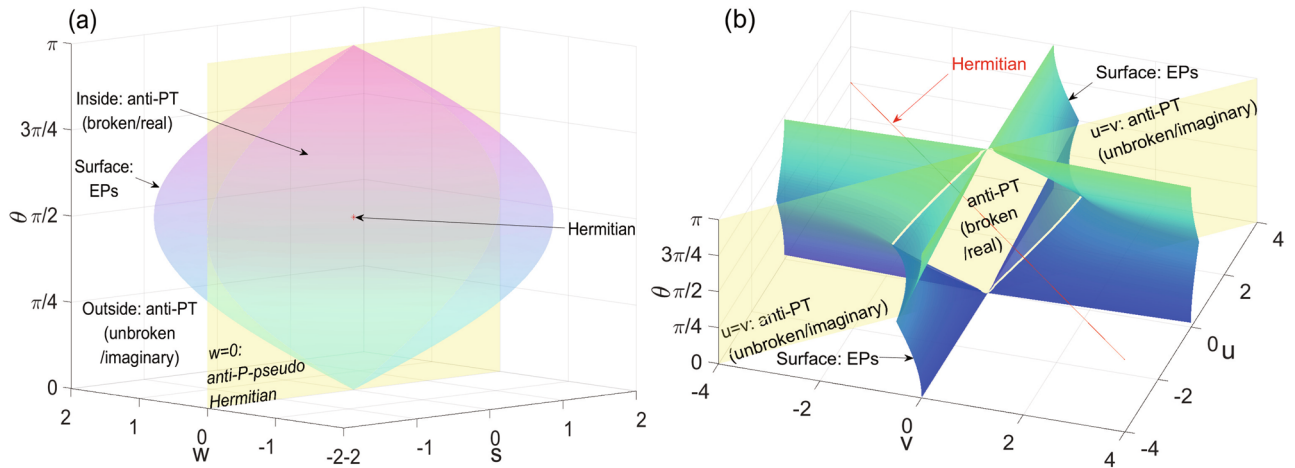 (a)
π
3π/4
θ π/2
π/4
0
Inside: anti-PT
(broken/real)
Surface:
EPs
Hermitian
Outside: anti-PT
(unbroken
/imaginary)
w=0:
anti-P-pseudo
Hermitian
2
1
0
-1
-2
w
-2
-1
0
1
2
s
(b)
Hermitian
Surface: EPs
u=v: anti-PT
(unbroken/imaginary)
anti-PT
(broken
/real)
u=v: anti-PT
(unbroken/imaginary)
Surface: EPs
π
3π/4
θ π/2
π/4
0
-4
-2
0
2
4
v
4
2
0
-2
-4
u